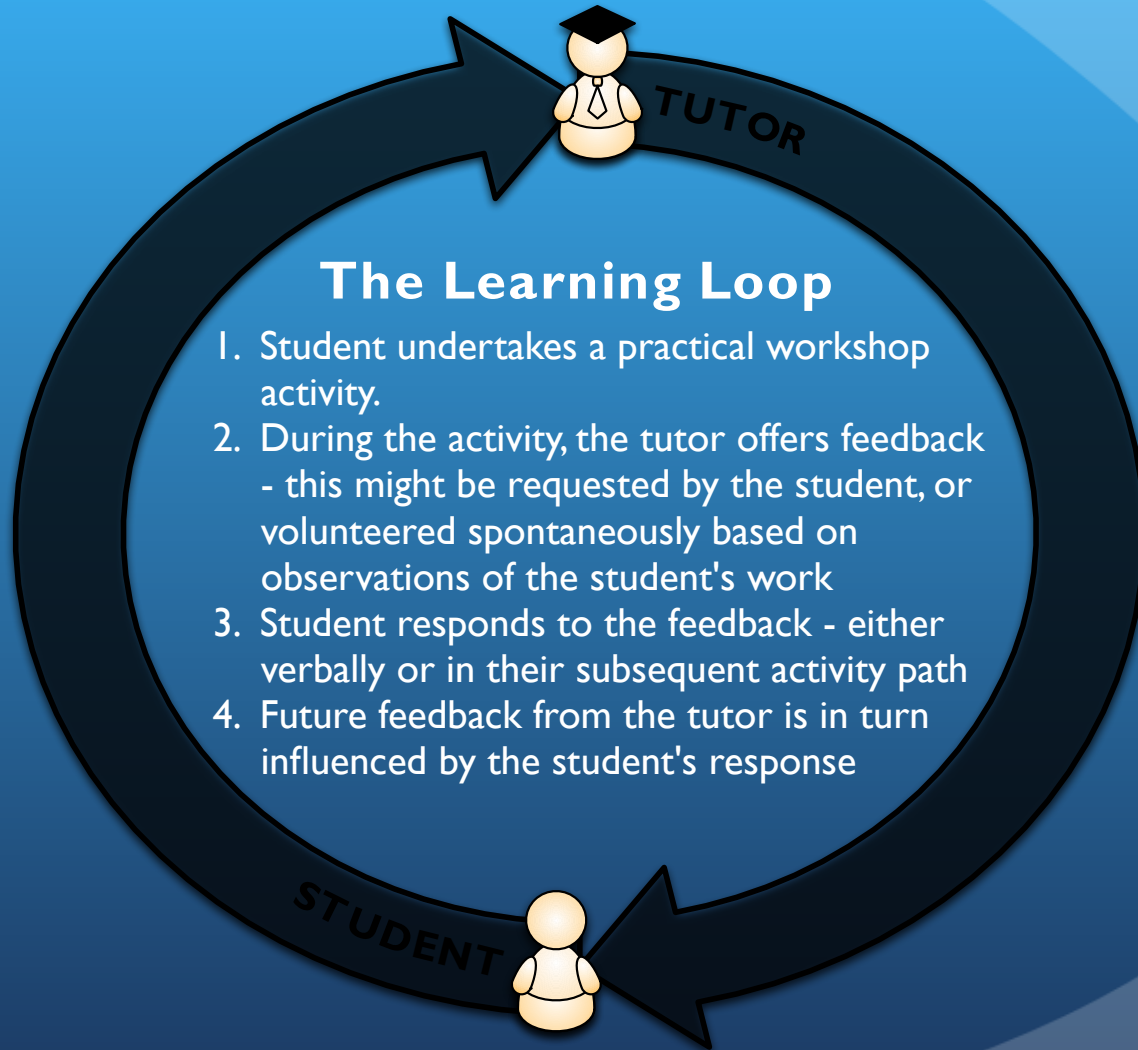 TUTOR
The Learning Loop
1. Student undertakes a practical workshop
activity.
2. During the activity, the tutor offers feedback
- this might be requested by the student, or
volunteered spontaneously based on
observations of the student's work
3. Student responds to the feedback - either
verbally or in their subsequent activity path
4. Future feedback from the tutor is in turn
influenced by the student's response
STUDENT